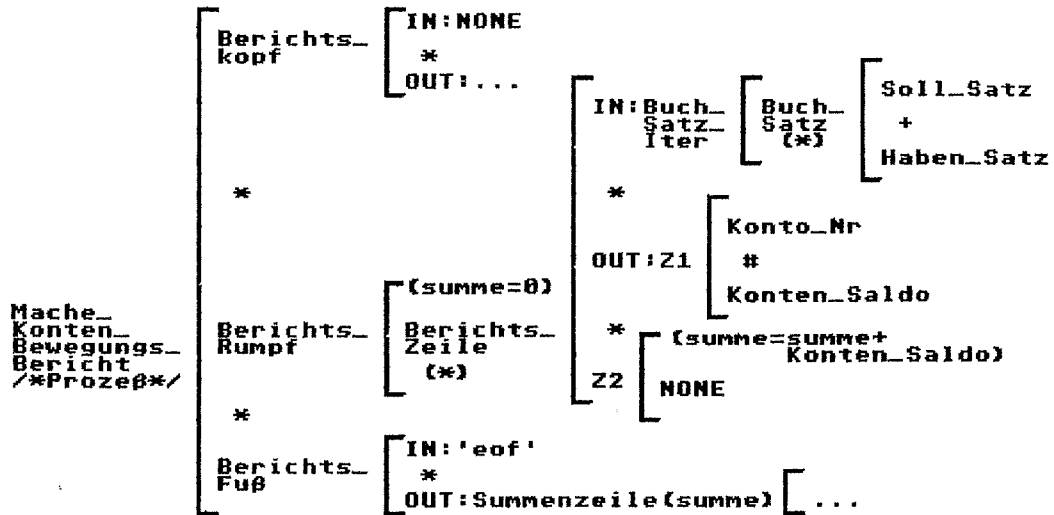 Mache_
Konten_
Bewegungs_
Bericht
/*Prozeß*/
Berichts_
kopf
IN:NONE
*
OUT:...
*
Berichts_
Rumpf
(summe=0)
Berichts_
Zeile
(*)
IN:Buch_
Satz_
Iter
Buch_
Satz
(*)
Soll_Satz
+
Haben_Satz
*
OUT:Z1
Konto_Nr
#
Konten_Saldo
*
Z2
(summe=summe+
Konten_Saldo)
NONE
*
Berichts_
Fuß
IN:'eof'
*
OUT:Summenzeile(summe)
...